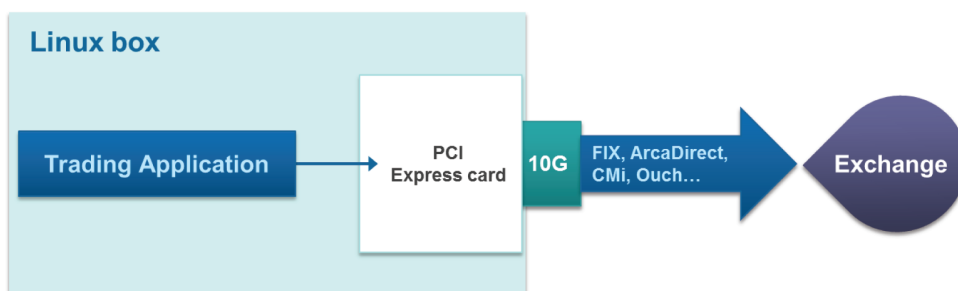 Linux box
Trading Application
PCI
Express card
10G
FIX, ArcaDirect,
CMi, Ouch...
Exchange